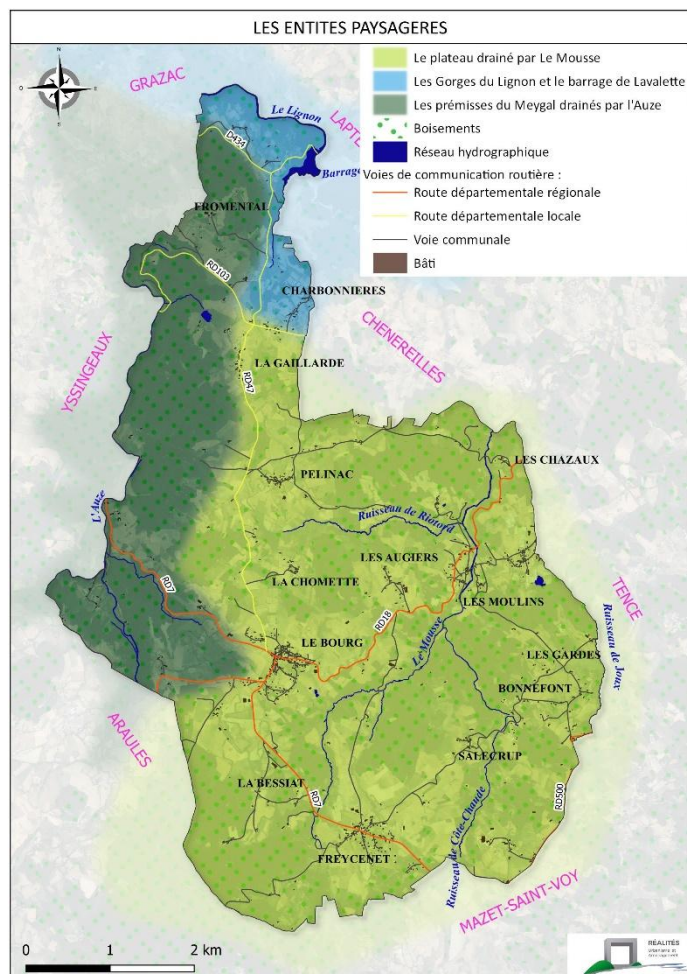 LES ENTITES PAYSAGERES
Le plateau drainé par Le Mousse
Les Gorges du Lignon et le barrage de Lavalette
Les prémisses du Meygal drainés par l'Auze
Boisements
Réseau hydrographique
Voies de communication routière :
Route départementale régionale
Route départementale locale
Voie communale
Bâti
N
O
E
S
GRAZAC
Le Lignon
LAPTE
D434
Barrage
FROMENTAL
RD103
CHARBONNIERES
CHENEREILLES
YSSINGEAUX
LA GAILLARDE
RD47
PELINAC
LES CHAZAUX
L'Auze
Ruisseau de Riotord
LES AUGIERS
RD7
LA CHOMETTE
LES MOULINS
TENCE
RD18
LE BOURG
Le Mousse
LES GARDES
Ruisseau de Joux
BONNEFONT
ARAULES
SALECRUP
LA BESSIAT
RD7
RD500
FREYCENET
Ruisseau de Côte-Chaude
MAZET-SAINT-VOY
0 1 2 km
RÉALITÉS